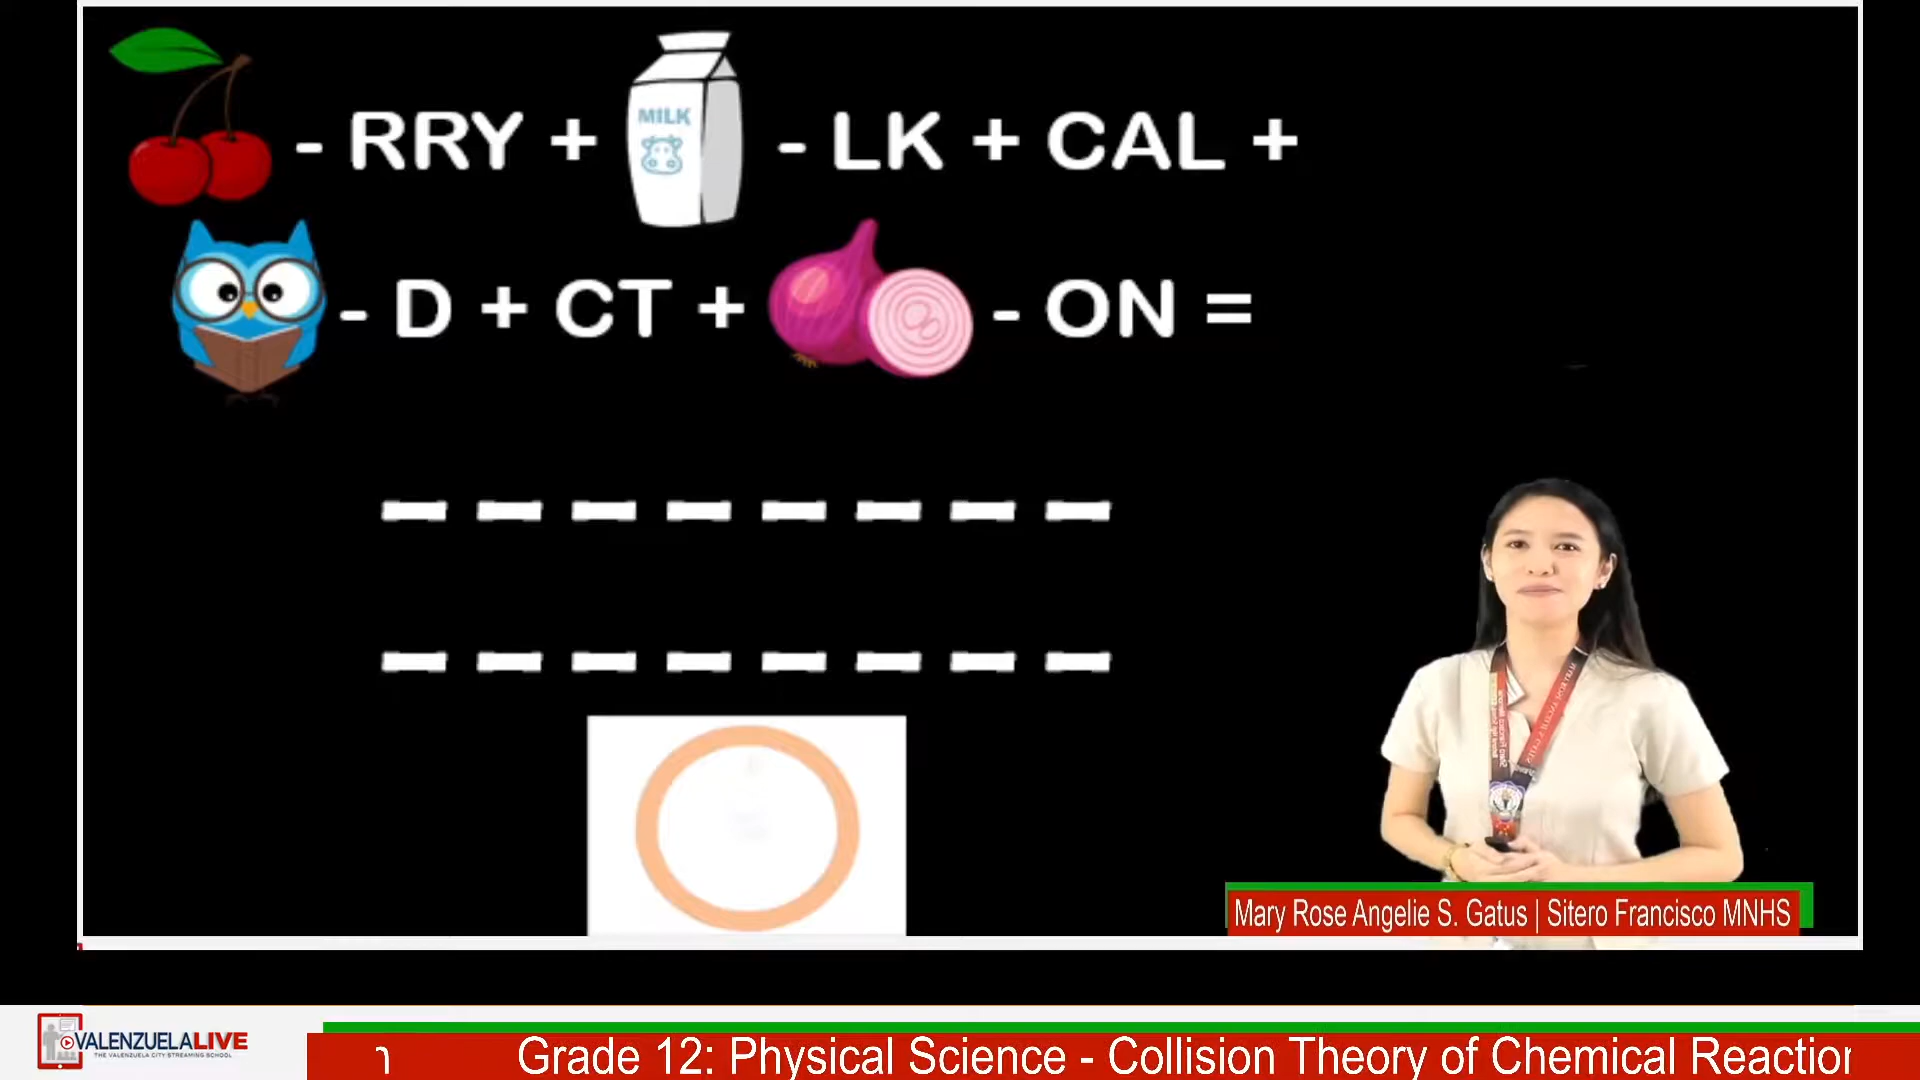 - RRY + MILK - LK + CAL +
- D + CT + - ON =
Mary Rose Angelie S. Gatus | Sitero Francisco MNHS
VALENZUELALIVE
THE VALENZUELA CITY STREAMING SCHOOL
Grade 12: Physical Science - Collision Theory of Chemical Reaction